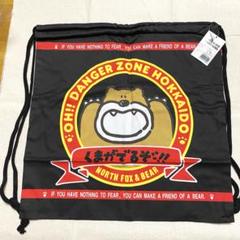 IF YOU HAVE NOTHING TO FEAR, YOU CAN MAKE A FRIEND OF A BEAR.
OH!! DANGER ZONE HOKKAIDO
くまがでるぞ!!
NORTH FOX & BEAR
IF YOU HAVE NOTHING TO FEAR, YOU CAN MAKE A FRIEND OF A BEAR.